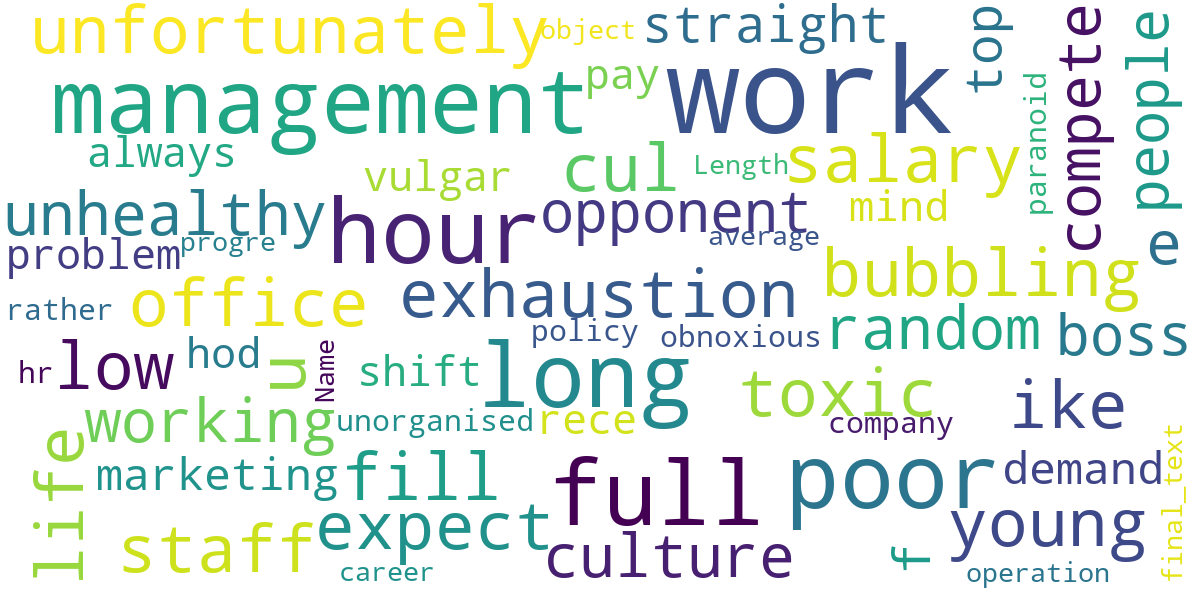 unfortunately
object
straight
top
compete
people
management
pay
work
paranoid
always
vulgar
cul
Length
salary
unhealthy
hour
opponent
mind
problem
progre
average
e
office
exhaustion
bubbling
rather
policy
obnoxious
random
boss
hr
low
hod
u
Name
shift
long
toxic
ike
working
unorganised
rece
company
life
marketing
fill
full
poor
demand
final_text
staff
expect
culture
young
f
career
operation